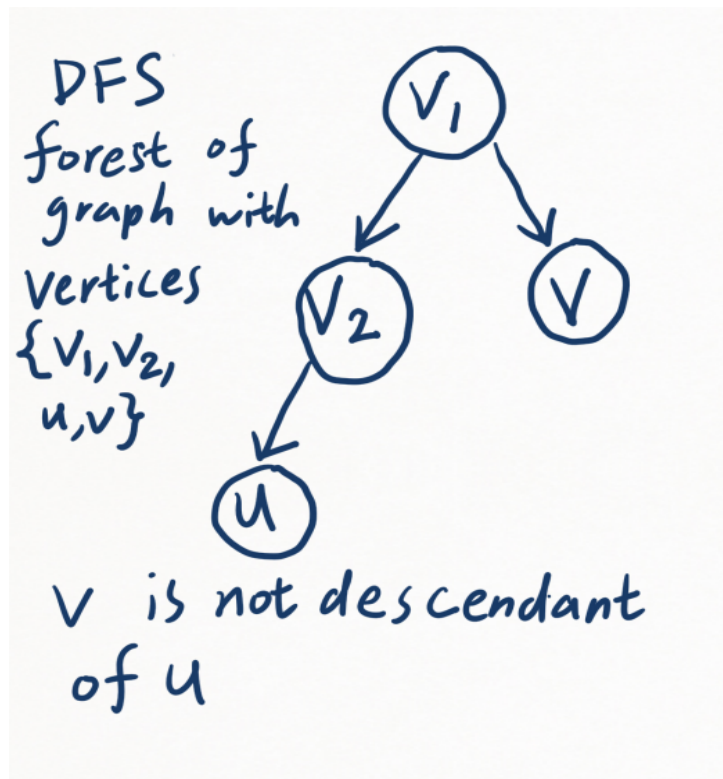 DFS
forest of
graph with
vertices
{V₁,V₂,
u,v}
V₁
V₂
V
u
V is not descendant
of u